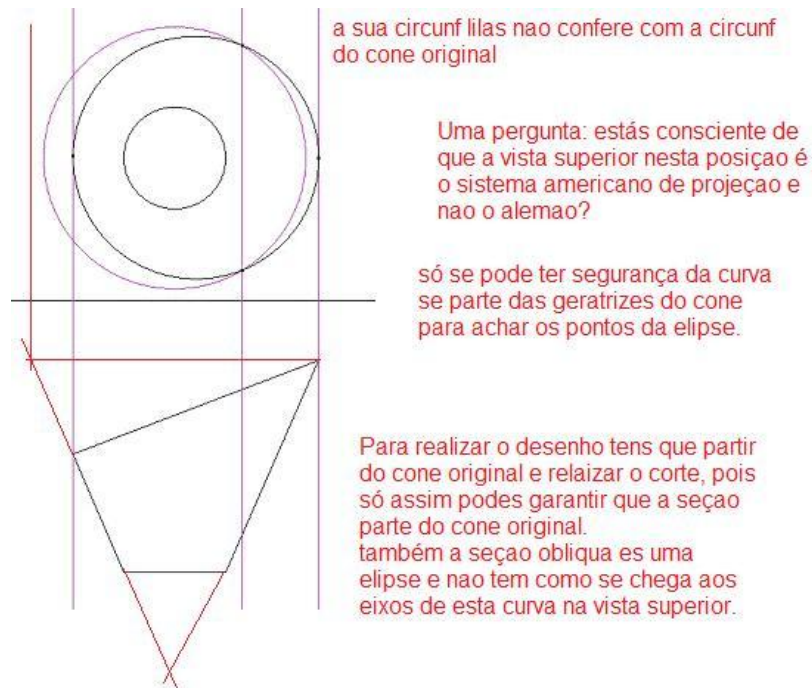 a sua circunf lilas nao confere com a circunf
do cone original
Uma pergunta: estás consciente de
que a vista superior nesta posiçao é
o sistema americano de projeçao e
nao o alemao?
só se pode ter segurança da curva
se parte das geratrizes do cone
para achar os pontos da elipse.
Para realizar o desenho tens que partir
do cone original e relaizar o corte, pois
só assim podes garantir que a seçao
parte do cone original.
também a seçao obliqua es uma
elipse e nao tem como se chega aos
eixos de esta curva na vista superior.